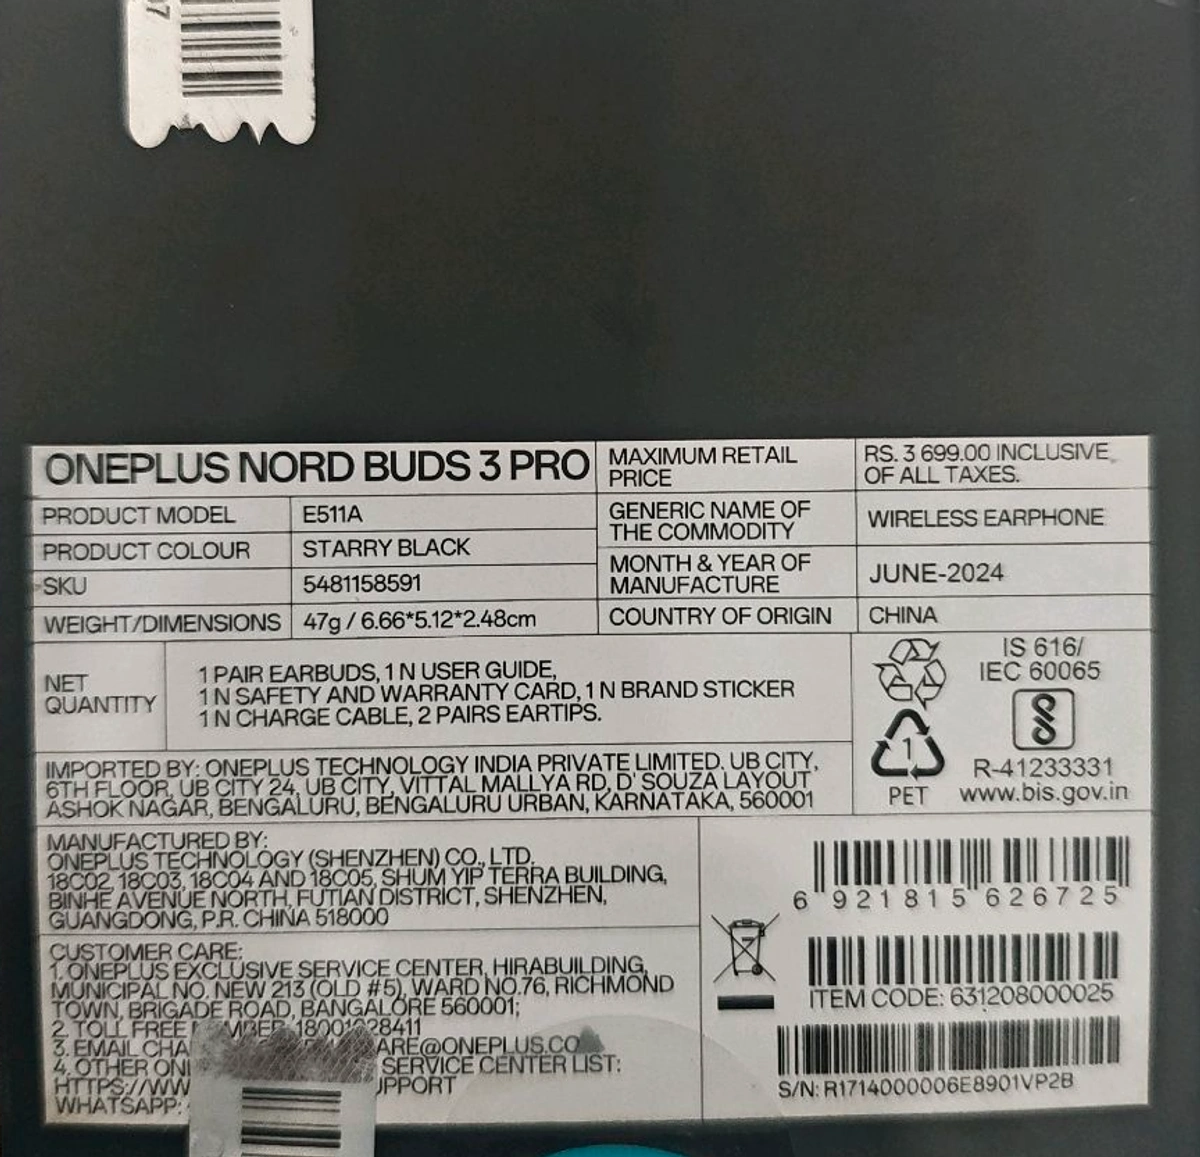 ONEPLUS NORD BUDS 3 PRO
PRODUCT MODEL E511A
PRODUCT COLOUR STARRY BLACK
SKU 5481158591
WEIGHT/DIMENSIONS 47g / 6.66*5.12*2.48cm
MAXIMUM RETAIL
PRICE
RS. 3 699.00 INCLUSIVE
OF ALL TAXES.
GENERIC NAME OF
THE COMMODITY
WIRELESS EARPHONE
MONTH & YEAR OF
MANUFACTURE
JUNE-2024
COUNTRY OF ORIGIN CHINA
NET
QUANTITY
1 PAIR EARBUDS, 1 N USER GUIDE,
1 N SAFETY AND WARRANTY CARD, 1 N BRAND STICKER
1 N CHARGE CABLE, 2 PAIRS EARTIPS.
IS 616/
IEC 60065
R-41233331
www.bis.gov.in
1
PET
IMPORTED BY: ONEPLUS TECHNOLOGY INDIA PRIVATE LIMITED. UB CITY,
6TH FLOOR, UB CITY 24, UB CITY, VITTAL MALLYA RD, D' SOUZA LAYOUT,
ASHOK NAGAR, BENGALURU, BENGALURU URBAN, KARNATAKA, 560001
MANUFACTURED BY:
ONEPLUS TECHNOLOGY (SHENZHEN) CO., LTD.
18C02, 18C03, 18C04 AND 18C05, SHUM YIP TERRA BUILDING,
BINHE AVENUE NORTH, FUTIAN DISTRICT, SHENZHEN,
GUANGDONG, P.R. CHINA 518000
CUSTOMER CARE:
1. ONEPLUS EXCLUSIVE SERVICE CENTER, HIRABUILDING,
MUNICIPAL NO. NEW 213 (OLD #5), WARD NO.76, RICHMOND
TOWN, BRIGADE ROAD, BANGALORE 560001;
2. TOLL FREE
3. EMAIL ARE@ONEPLUS.CO
4. OTHER SERVICE CENTER LIST:
HTTPS://WW UPPORT
WHATSAPP:
6 921815 626725
ITEM CODE: 631208000025
S/N: R1714000006E8901VP2B